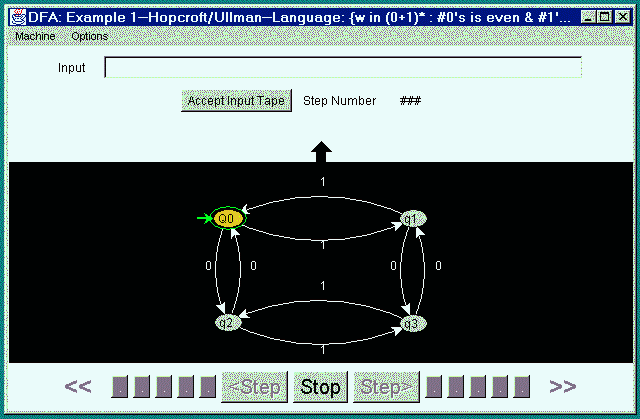 DFA: Example 1—Hopcroft/Ullman—Language: {w in (0+1)* : #0's is even & #1'...
Machine Options
Input
Accept Input Tape Step Number ###
1
Q0 q1
1
0 0 0 0
1
q2 q3
1
<< . . . . . <Step Stop Step> . . . . . >>